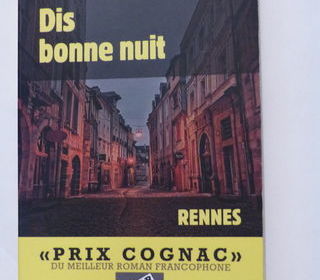 Dis
bonne nuit
RENNES
«PRIX COGNAC»
DU MEILLEUR ROMAN FRANCOPHONE